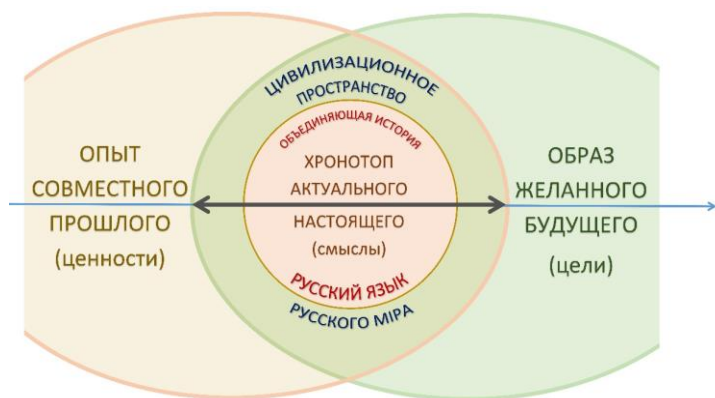 ЦИВИЛИЗАЦИОННОЕ
ПРОСТРАНСТВО
ОБЪЕДИНЯЮЩАЯ ИСТОРИЯ
ОПЫТ
СОВМЕСТНОГО
ПРОШЛОГО
(ценности)
ХРОНОТОП
АКТУАЛЬНОГО
НАСТОЯЩЕГО
(смыслы)
ОБРАЗ
ЖЕЛАННОГО
БУДУЩЕГО
(цели)
РУССКИЙ ЯЗЫК
РУССКОГО МIРА